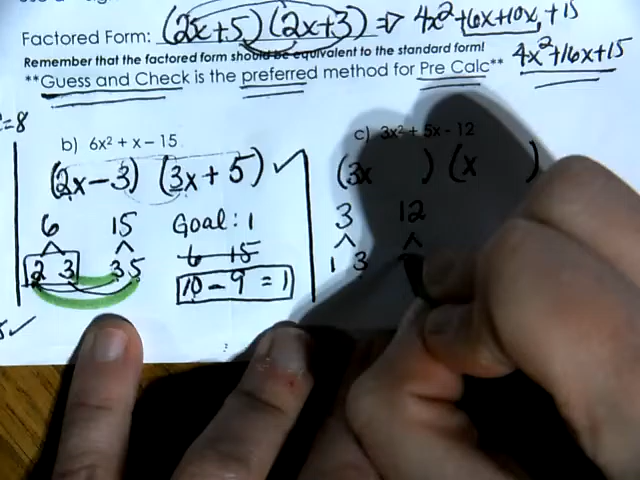 Factored Form: (2x+5)(2x+3) ⇒ 4x²+6x+10x+15
Remember that the factored form should be equivalent to the standard form! 4x²+16x+15
**Guess and Check is the preferred method for Pre Calc**
=8
b) 6x² + x – 15
(2x–3)(3x+5) ✓
6 15 Goal: 1
6 15
2 3 3 5 10 – 9 = 1
c) 3x² + 5x - 12
(3x )(x )
3 12
1 3